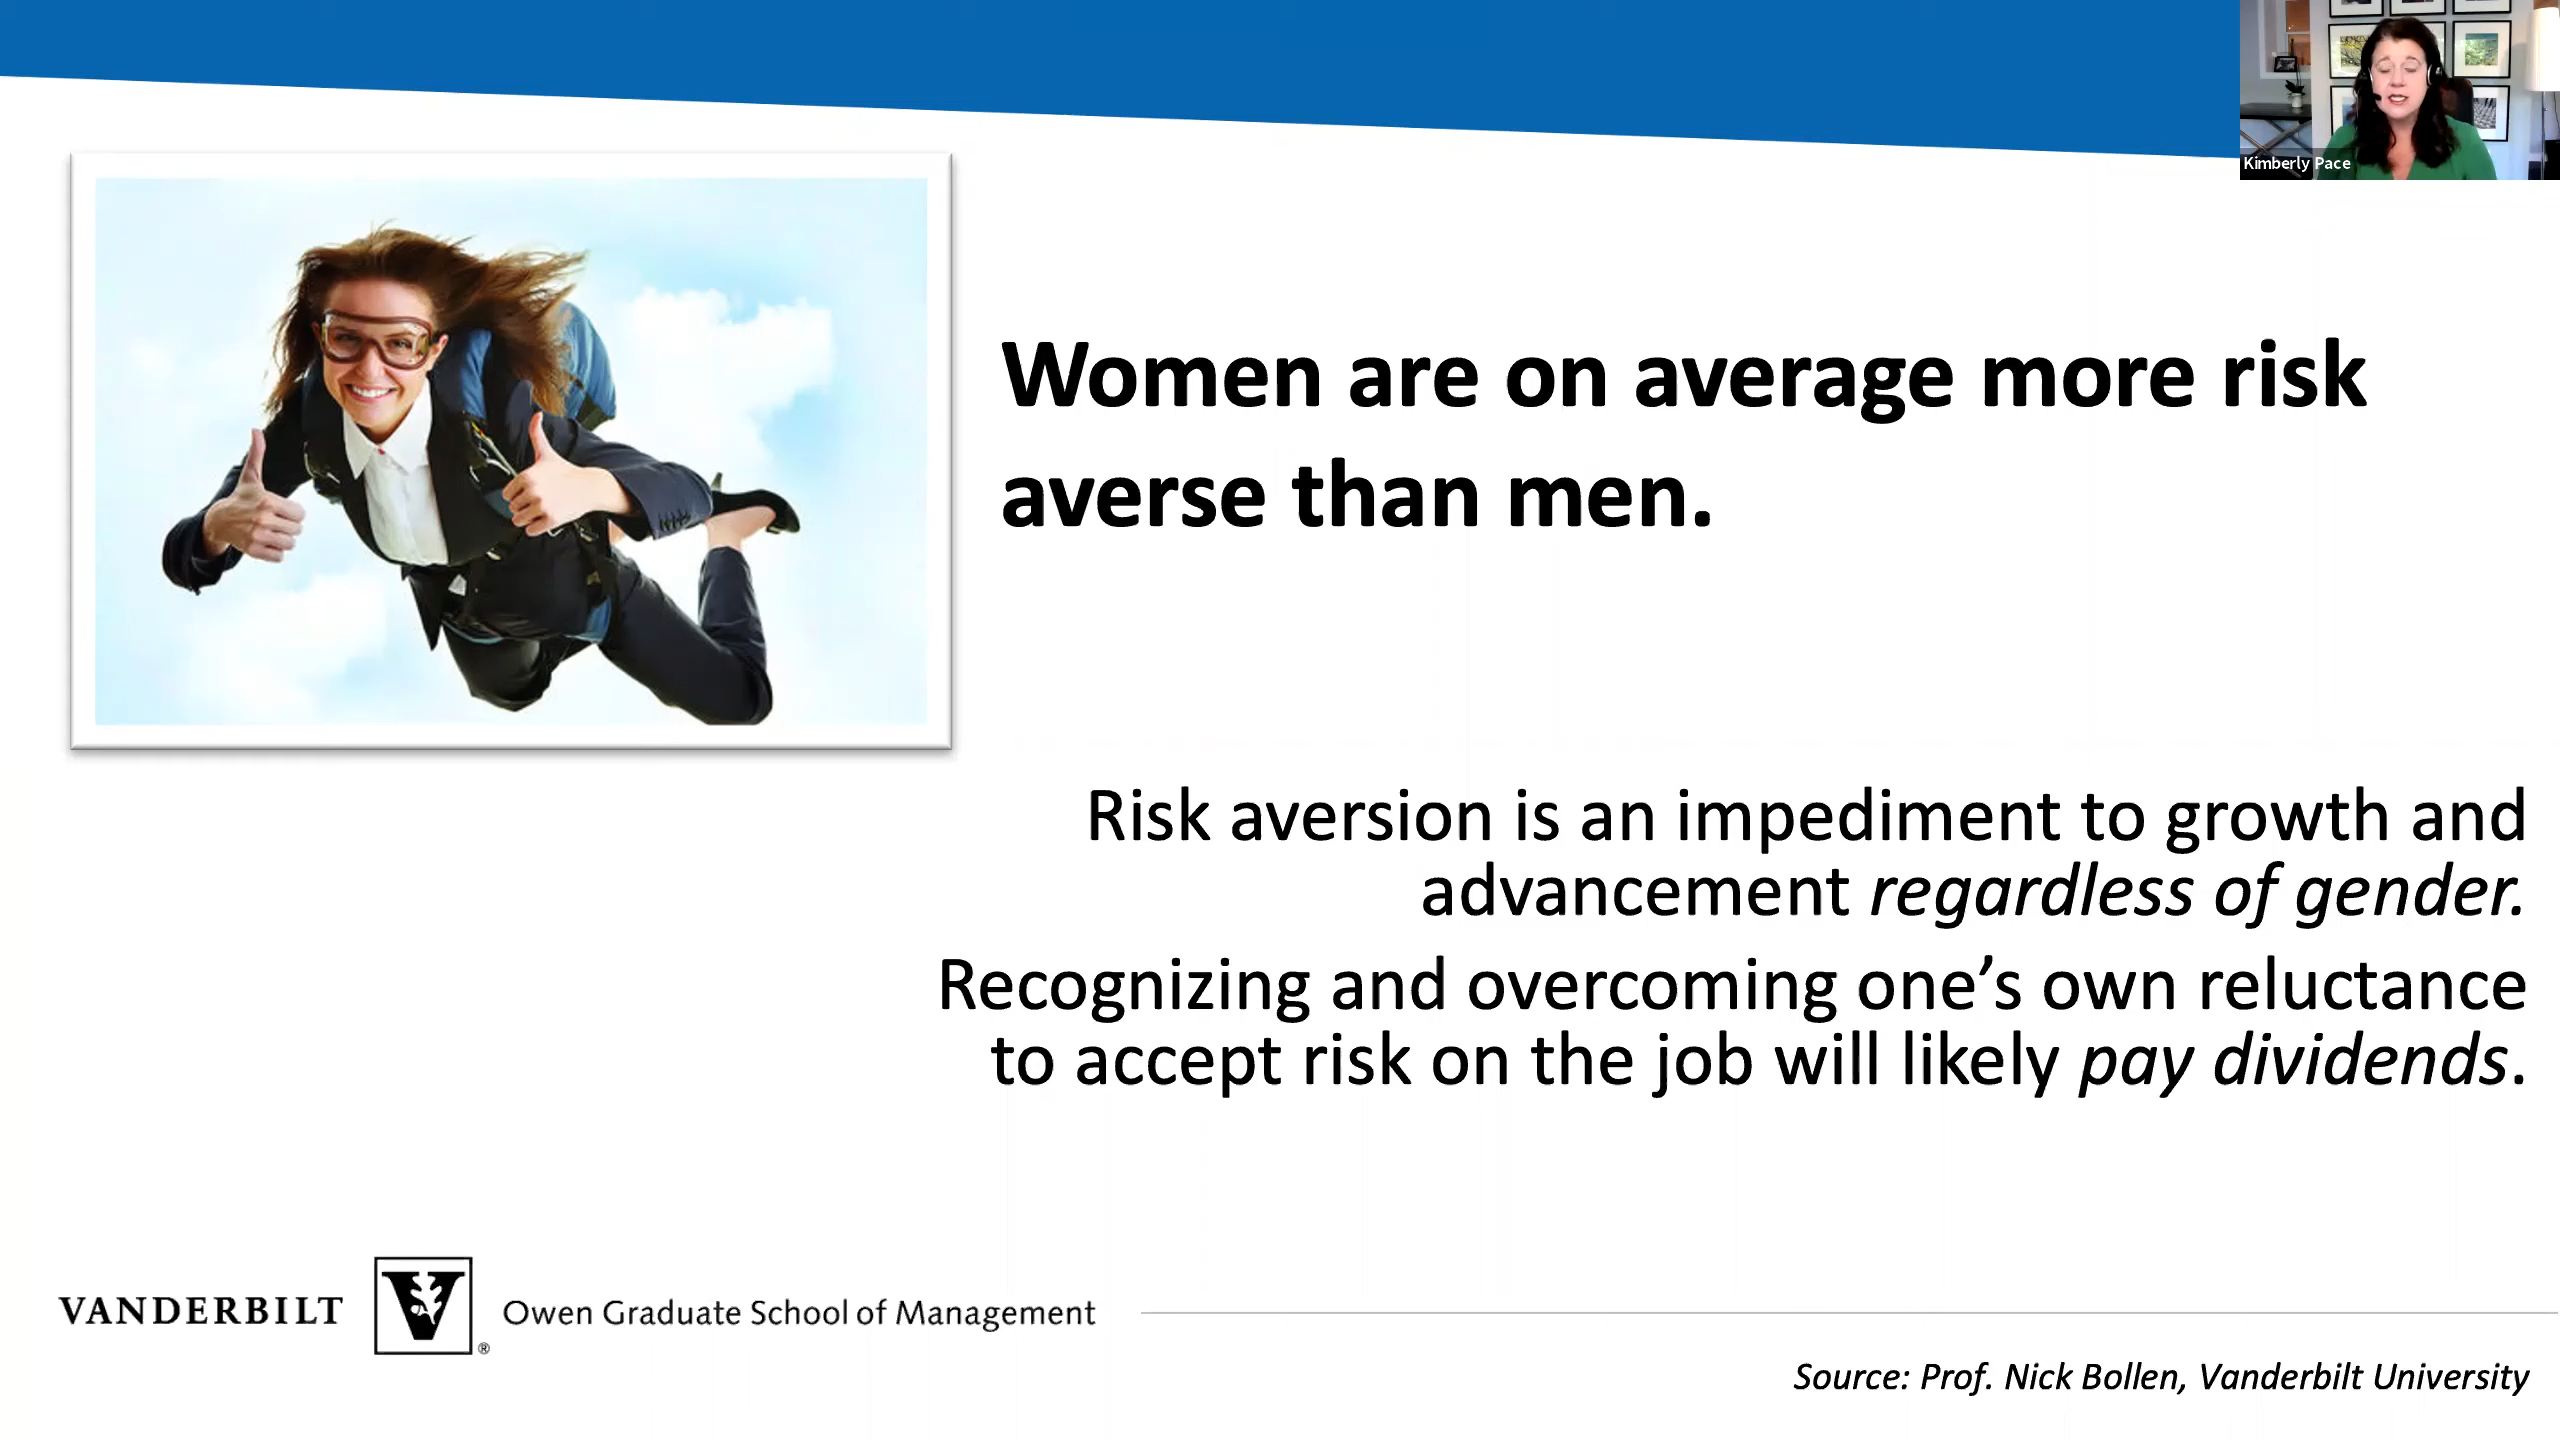 Kimberly Pace
Women are on average more risk
averse than men.
Risk aversion is an impediment to growth and
advancement regardless of gender.
Recognizing and overcoming one’s own reluctance
to accept risk on the job will likely pay dividends.
VANDERBILT V ® Owen Graduate School of Management
Source: Prof. Nick Bollen, Vanderbilt University